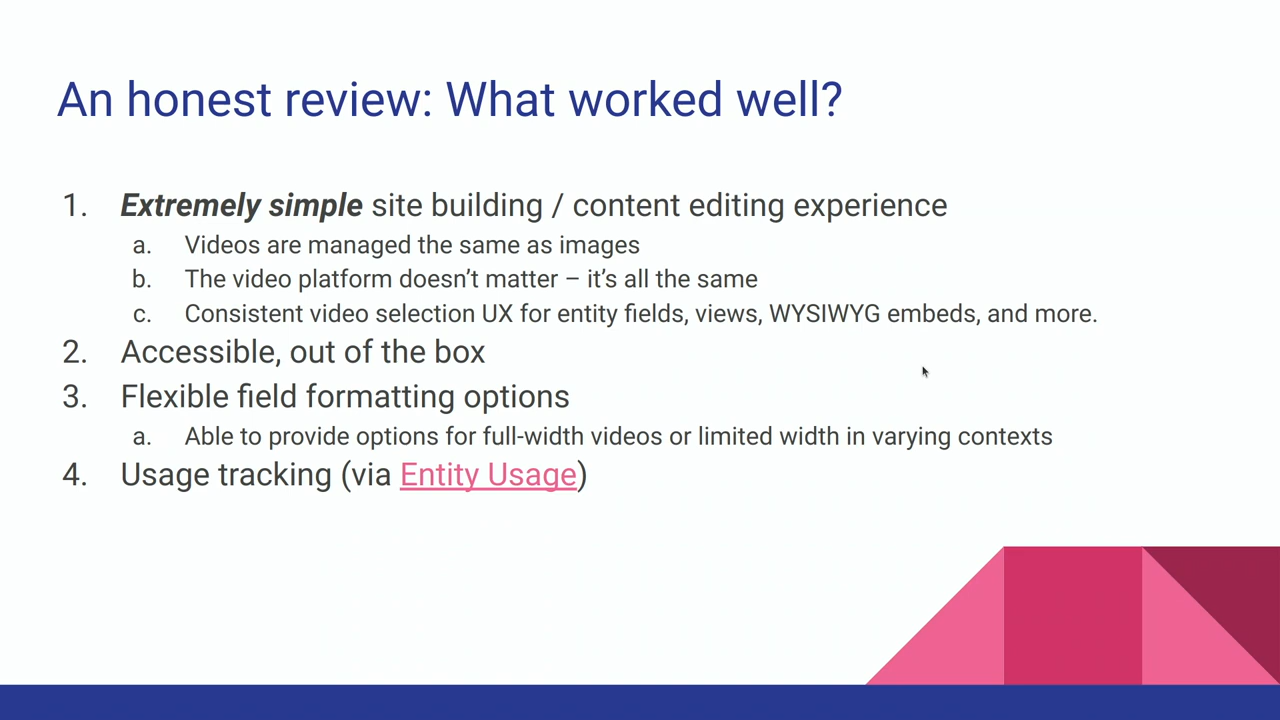 An honest review: What worked well?
1. Extremely simple site building / content editing experience
a. Videos are managed the same as images
b. The video platform doesn’t matter – it’s all the same
c. Consistent video selection UX for entity fields, views, WYSIWYG embeds, and more.
2. Accessible, out of the box
3. Flexible field formatting options
a. Able to provide options for full-width videos or limited width in varying contexts
4. Usage tracking (via Entity Usage)